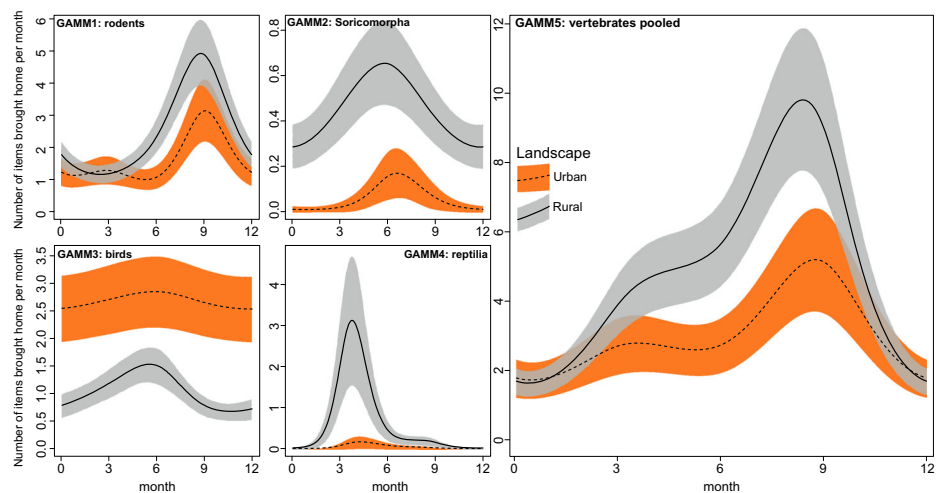 GAMM1: rodents
Number of items brought home per month
0 1 2 3 4 5 6
0 3 6 9 12
GAMM2: Soricomorpha
0.0 0.2 0.4 0.6 0.8
0 3 6 9 12
GAMM3: birds
Number of items brought home per month
0.0 0.5 1.0 1.5 2.0 2.5 3.0 3.5
0 3 6 9 12
month
GAMM4: reptilia
0 1 2 3 4
0 3 6 9 12
month
GAMM5: vertebrates pooled
0 2 4 6 8 10 12
Landscape
Urban
Rural
0 3 6 9 12
month